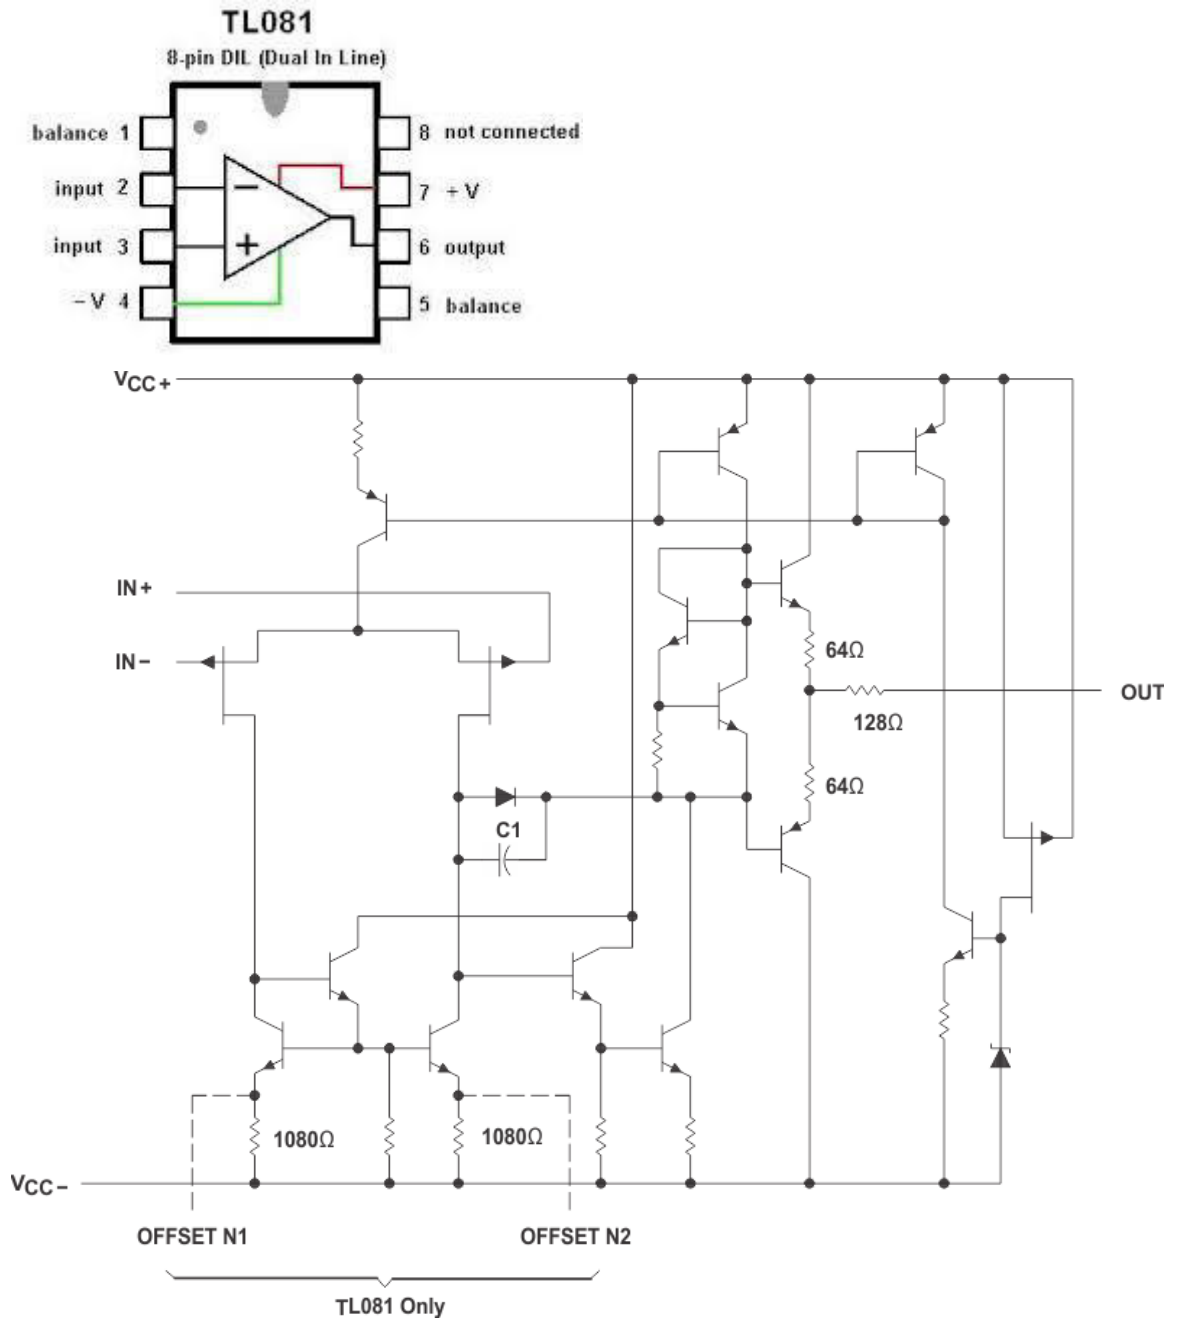 TL081
8-pin DIL (Dual In Line)
balance 1
8 not connected
input 2
7 + V
input 3
6 output
– V 4
5 balance
− +
VCC+
IN+
IN−
64Ω
OUT
128Ω
64Ω
C1
1080Ω
1080Ω
VCC−
OFFSET N1
OFFSET N2
TL081 Only